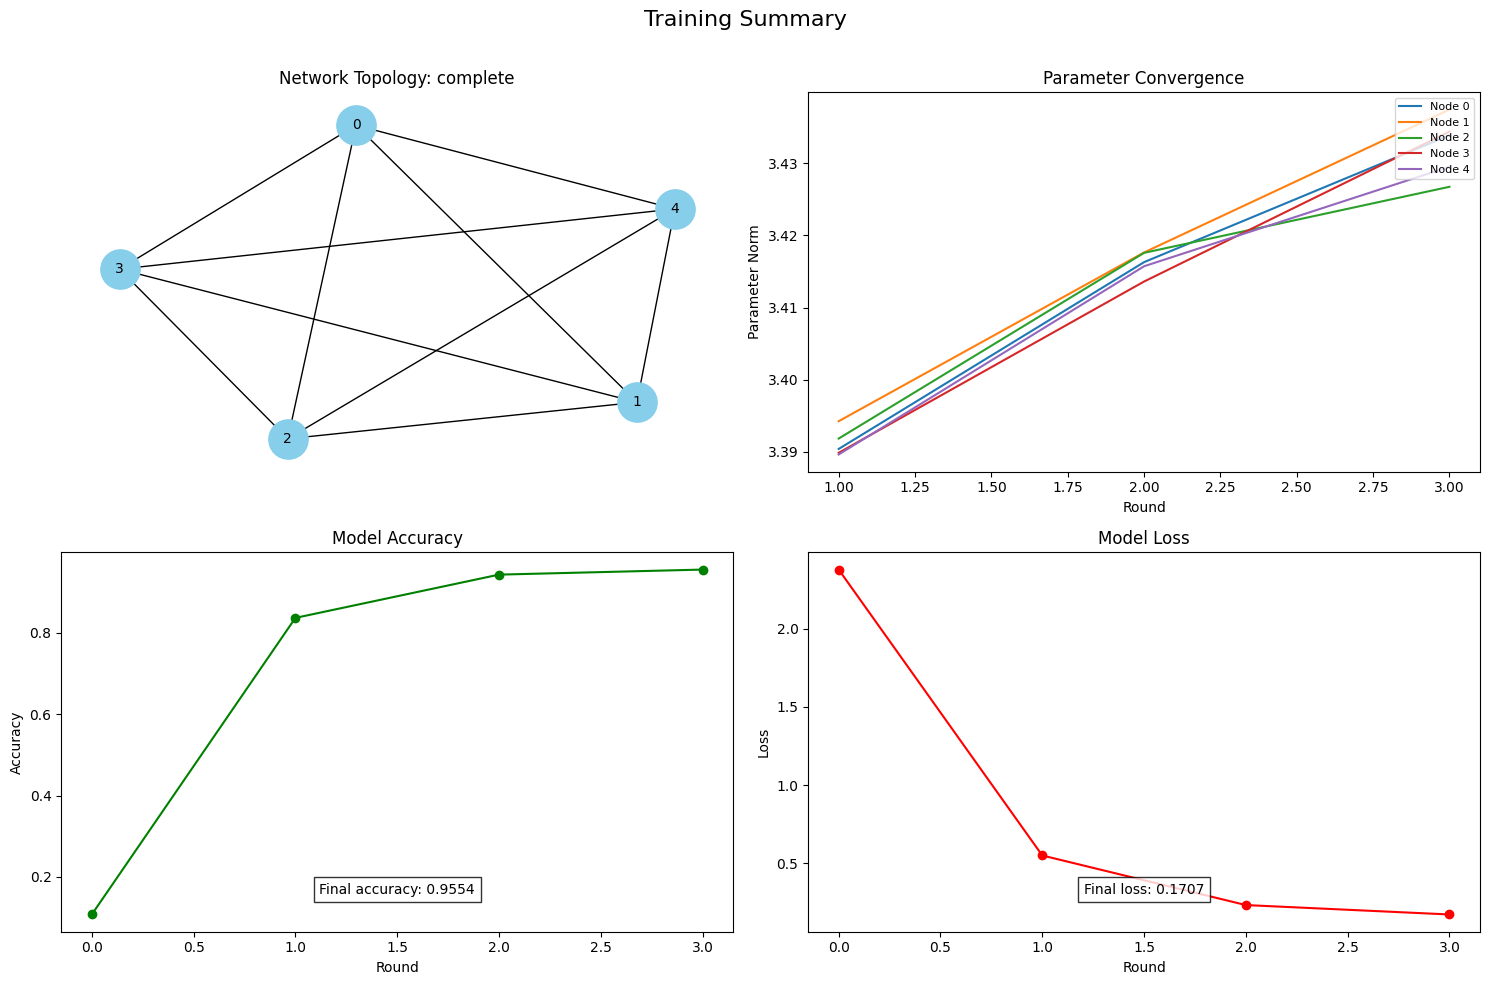 Training Summary
Network Topology: complete
0
4
3
1
2
Parameter Convergence
Node 0
Node 1
Node 2
Node 3
Node 4
3.43
3.42
3.41
3.40
3.39
Parameter Norm
1.00 1.25 1.50 1.75 2.00 2.25 2.50 2.75 3.00
Round
Model Accuracy
0.8
0.6
0.4
0.2
Accuracy
Final accuracy: 0.9554
0.0 0.5 1.0 1.5 2.0 2.5 3.0
Round
Model Loss
2.0
1.5
1.0
0.5
Loss
Final loss: 0.1707
0.0 0.5 1.0 1.5 2.0 2.5 3.0
Round